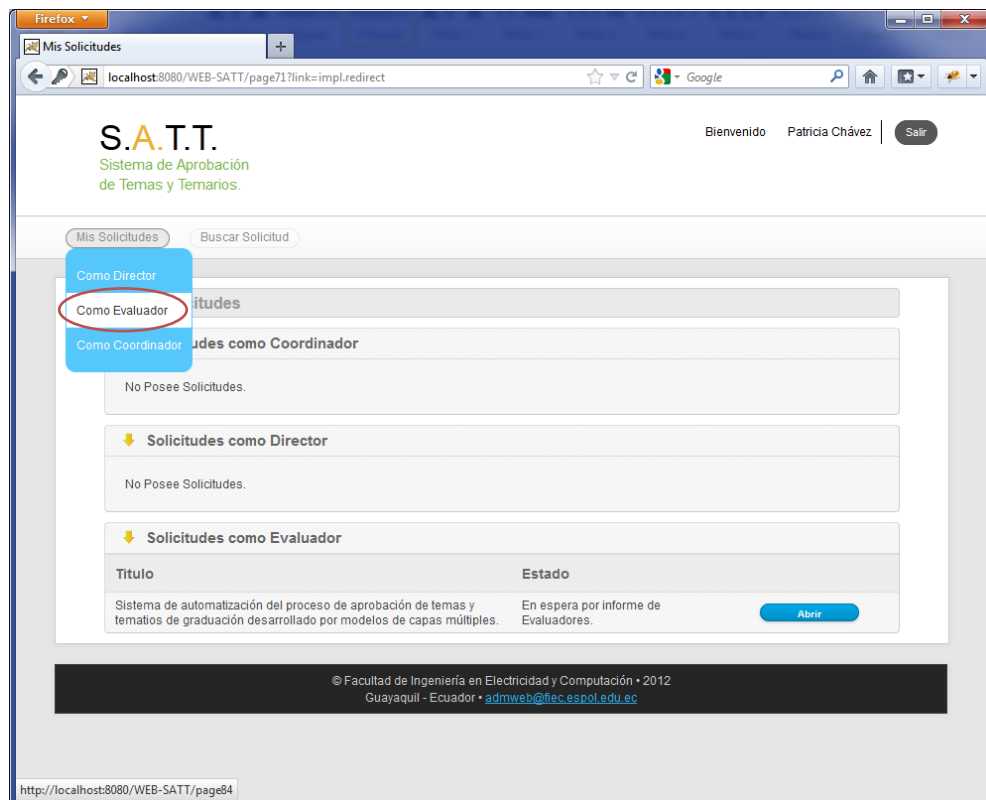 Firefox
Mis Solicitudes
localhost:8080/WEB-SATT/page71?link=impl.redirect
Google
S.A.T.T.
Sistema de Aprobación
de Temas y Temarios.
Bienvenido Patricia Chávez Salir
Mis Solicitudes Buscar Solicitud
Como Director
Como Evaluador
Como Coordinador
itudes
udes como Coordinador
No Posee Solicitudes.
Solicitudes como Director
No Posee Solicitudes.
Solicitudes como Evaluador
Titulo Estado
Sistema de automatización del proceso de aprobación de temas y En espera por informe de
tematios de graduación desarrollado por modelos de capas múltiples. Evaluadores. Abrir
© Facultad de Ingeniería en Electricidad y Computación • 2012
Guayaquil - Ecuador • admweb@fiec.espol.edu.ec
http://localhost:8080/WEB-SATT/page84